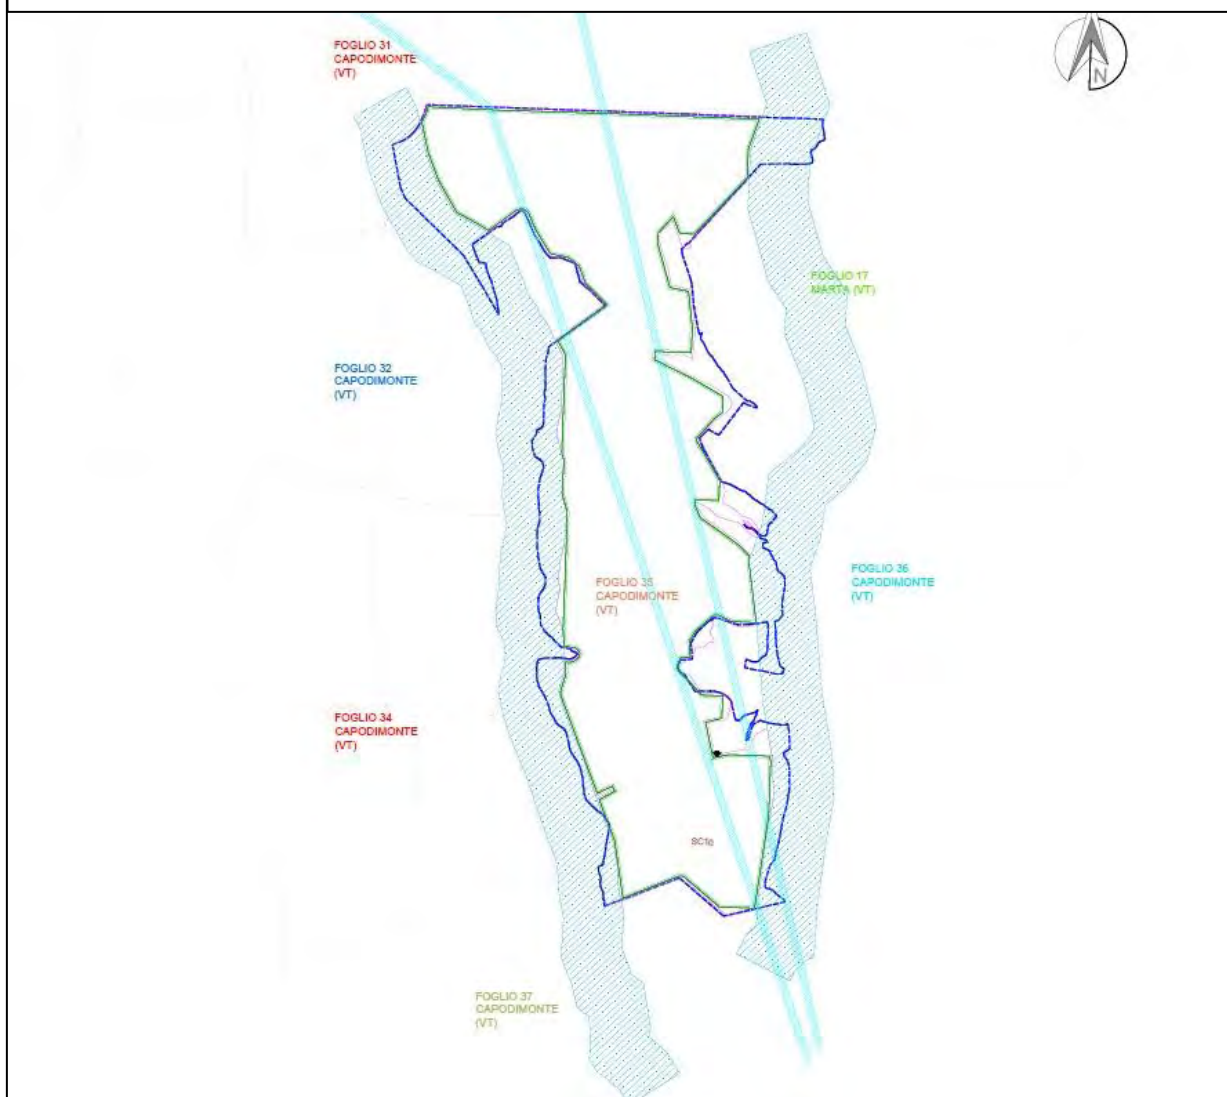 FOGLIO 31
CAPODIMONTE
(VT)
N
FOGLIO 17
MARTA (VT)
FOGLIO 32
CAPODIMONTE
(VT)
FOGLIO 35
CAPODIMONTE
(VT)
FOGLIO 36
CAPODIMONTE
(VT)
FOGLIO 34
CAPODIMONTE
(VT)
FOGLIO 37
CAPODIMONTE
(VT)